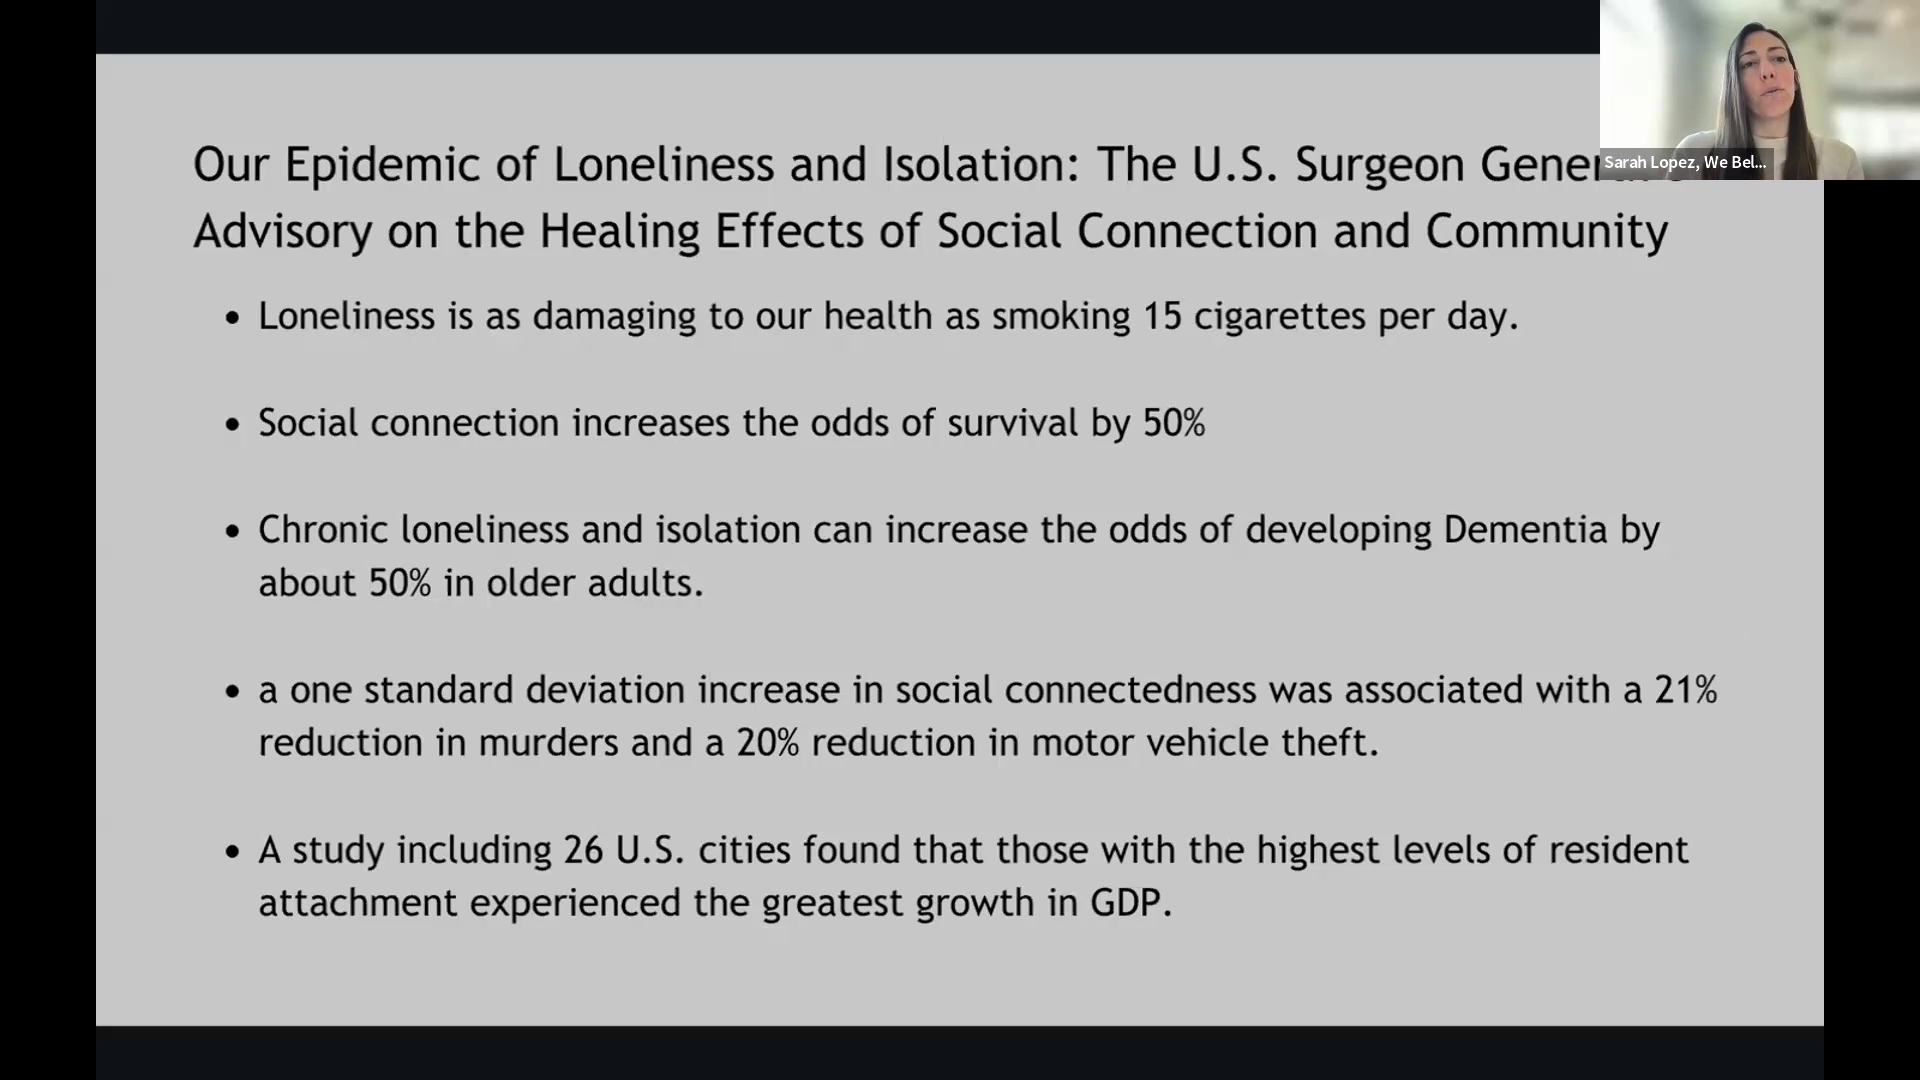 Our Epidemic of Loneliness and Isolation: The U.S. Surgeon
Advisory on the Healing Effects of Social Connection and Community
• Loneliness is as damaging to our health as smoking 15 cigarettes per day.
• Social connection increases the odds of survival by 50%
• Chronic loneliness and isolation can increase the odds of developing Dementia by
about 50% in older adults.
• a one standard deviation increase in social connectedness was associated with a 21%
reduction in murders and a 20% reduction in motor vehicle theft.
• A study including 26 U.S. cities found that those with the highest levels of resident
attachment experienced the greatest growth in GDP.
Sarah Lopez, We Bel...